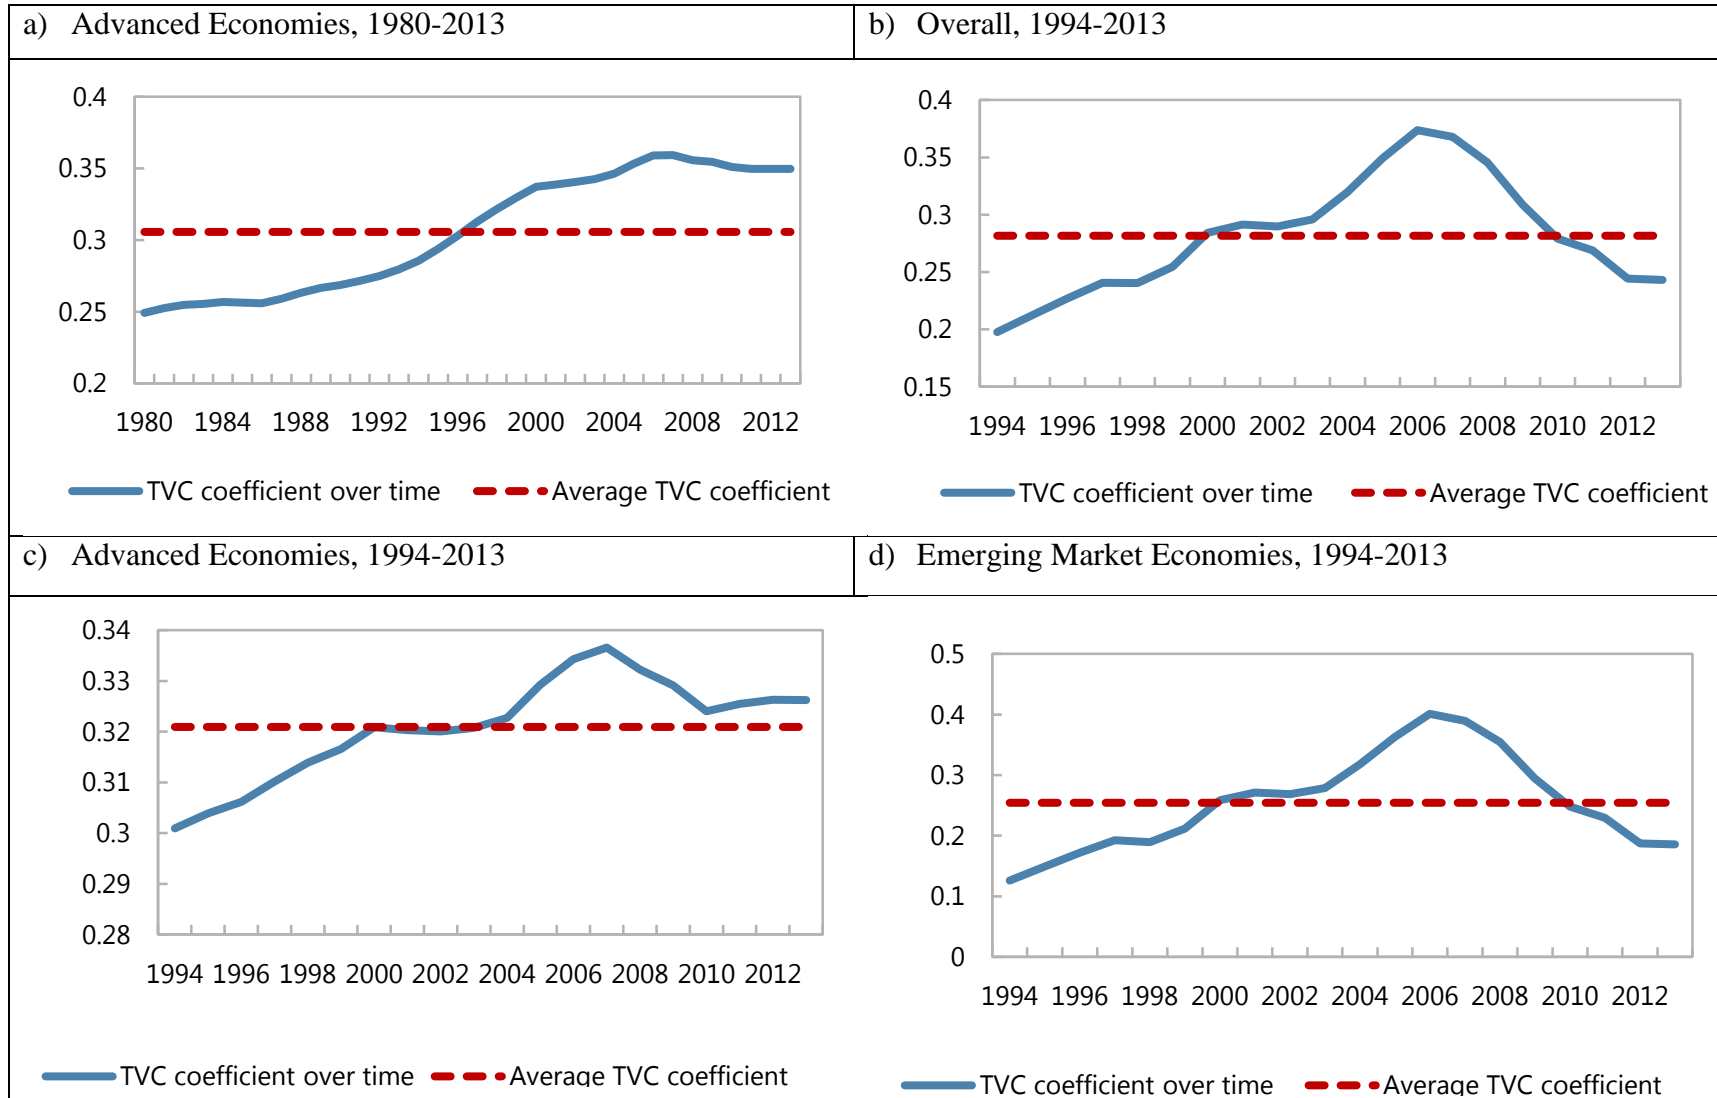 a) Advanced Economies, 1980-2013
0.4
0.35
0.3
0.25
0.2
1980 1984 1988 1992 1996 2000 2004 2008 2012
TVC coefficient over time Average TVC coefficient
b) Overall, 1994-2013
0.4
0.35
0.3
0.25
0.2
0.15
1994 1996 1998 2000 2002 2004 2006 2008 2010 2012
TVC coefficient over time Average TVC coefficient
c) Advanced Economies, 1994-2013
0.34
0.33
0.32
0.31
0.3
0.29
0.28
1994 1996 1998 2000 2002 2004 2006 2008 2010 2012
TVC coefficient over time Average TVC coefficient
d) Emerging Market Economies, 1994-2013
0.5
0.4
0.3
0.2
0.1
0
1994 1996 1998 2000 2002 2004 2006 2008 2010 2012
TVC coefficient over time Average TVC coefficient